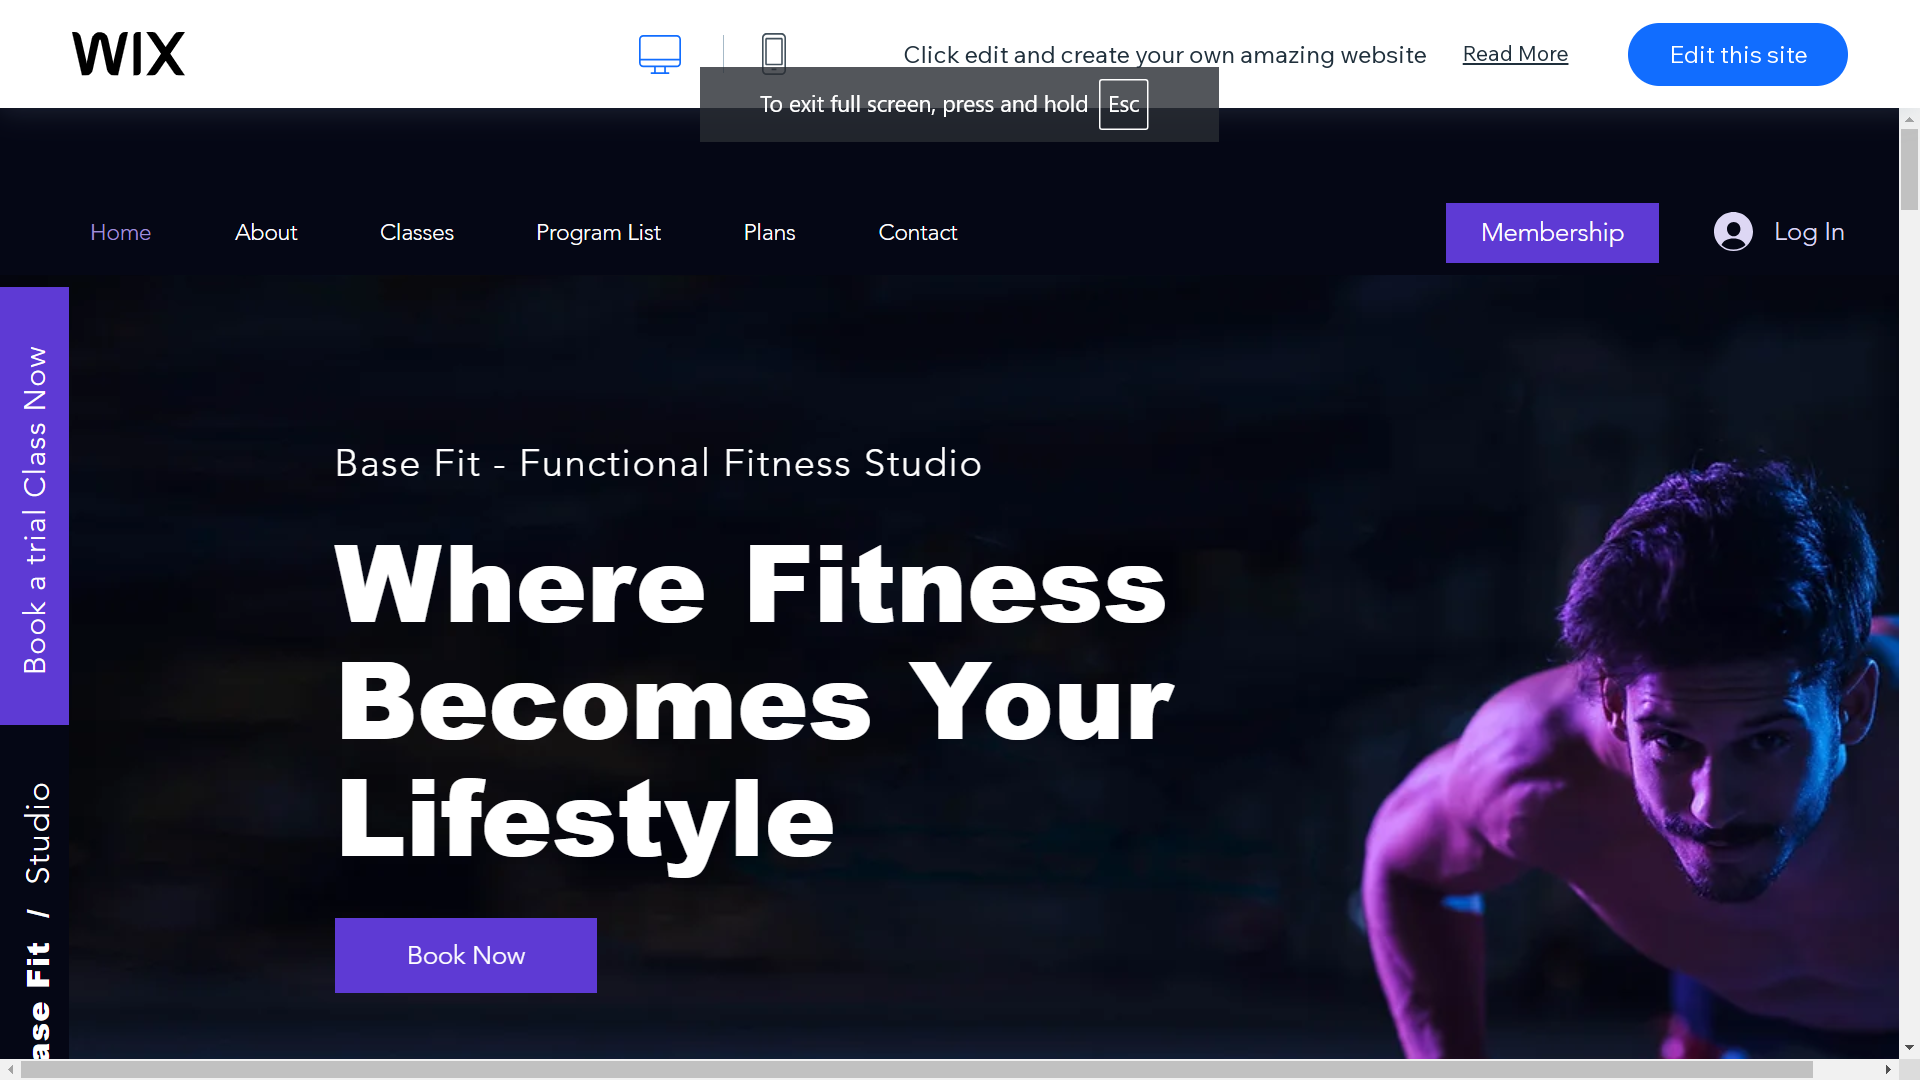 WIX
Click edit and create your own amazing website
Read More
Edit this site
To exit full screen, press and hold Esc
Home
About
Classes
Program List
Plans
Contact
Membership
Log In
Book a trial Class Now
Base Fit - Functional Fitness Studio
Where Fitness
Becomes Your
Lifestyle
Book Now
ase Fit / Studio